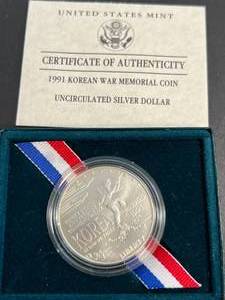 UNITED STATES MINT
CERTIFICATE OF AUTHENTICITY
1991 KOREAN WAR MEMORIAL COIN
UNCIRCULATED SILVER DOLLAR
KOREA